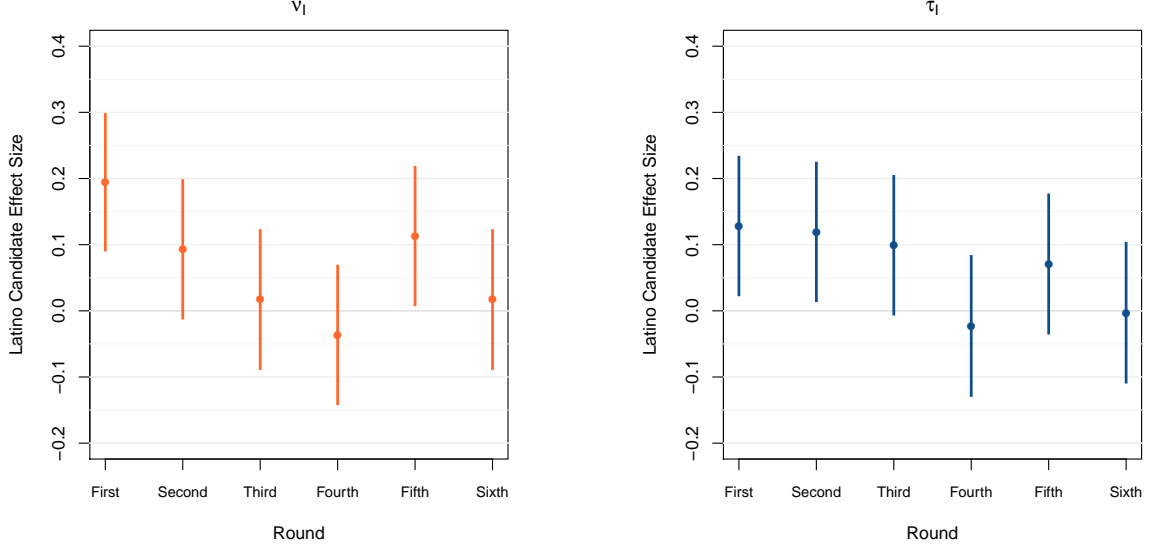 ν_l
Latino Candidate Effect Size
0.4
0.3
0.2
0.1
0.0
−0.1
−0.2
First Second Third Fourth Fifth Sixth
Round
τ_l
Latino Candidate Effect Size
0.4
0.3
0.2
0.1
0.0
−0.1
−0.2
First Second Third Fourth Fifth Sixth
Round